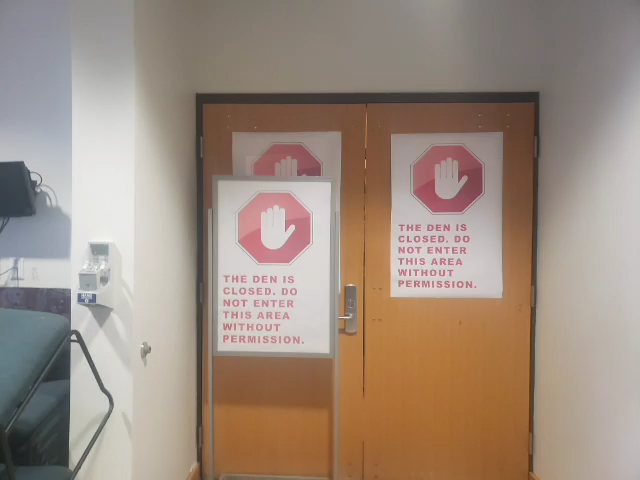 THE DEN IS
CLOSED. DO
NOT ENTER
THIS AREA
WITHOUT
PERMISSION.
THE DEN IS
CLOSED. DO
NOT ENTER
THIS AREA
WITHOUT
PERMISSION.